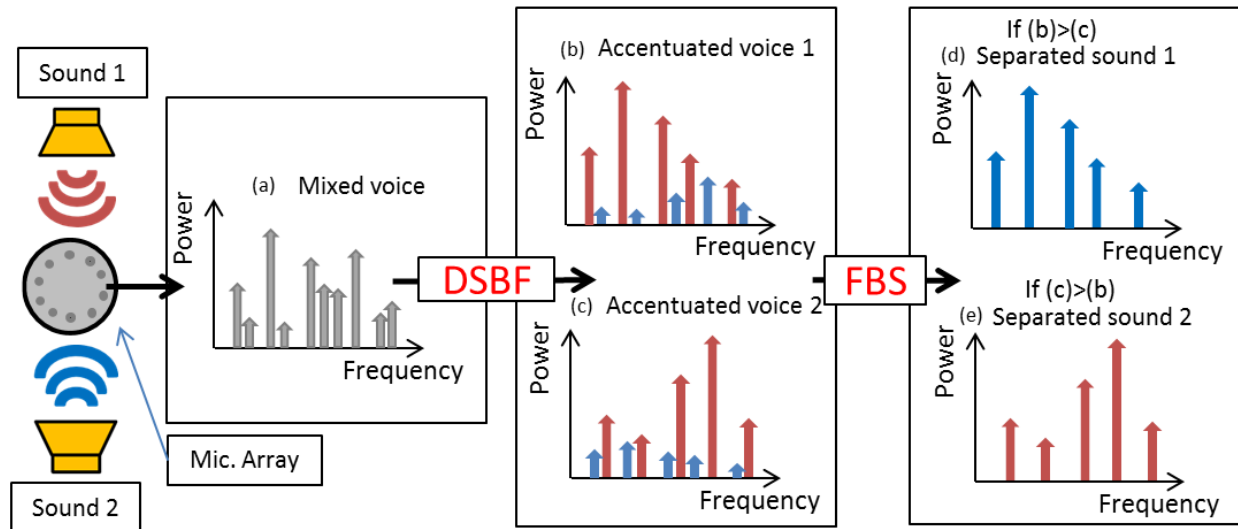 Sound 1
Mic. Array
Sound 2
(a) Mixed voice
Power
Frequency
DSBF
(b) Accentuated voice 1
Power
Frequency
(c) Accentuated voice 2
Power
Frequency
FBS
If (b)>(c)
(d) Separated sound 1
Power
Frequency
If (c)>(b)
(e) Separated sound 2
Power
Frequency